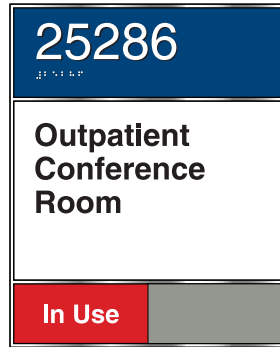 25286
⠼⠃⠑⠃⠓⠋
Outpatient
Conference
Room
In Use